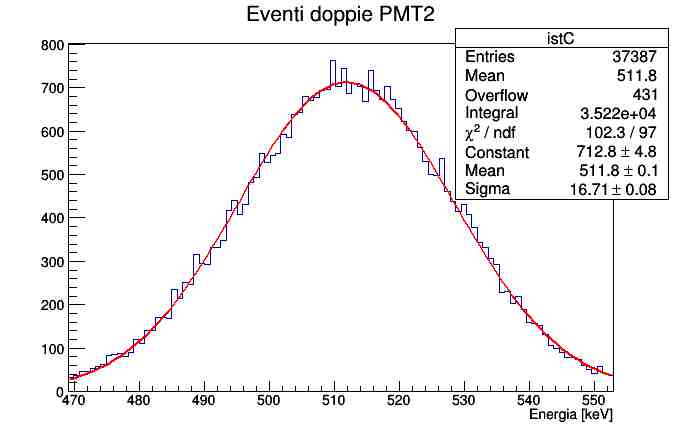 Eventi doppie PMT2
istC
Entries 37387
Mean 511.8
Overflow 431
Integral 3.522e+04
χ² / ndf 102.3 / 97
Constant 712.8 ± 4.8
Mean 511.8 ± 0.1
Sigma 16.71 ± 0.08
800
700
600
500
400
300
200
100
0
470 480 490 500 510 520 530 540 550
Energia [keV]